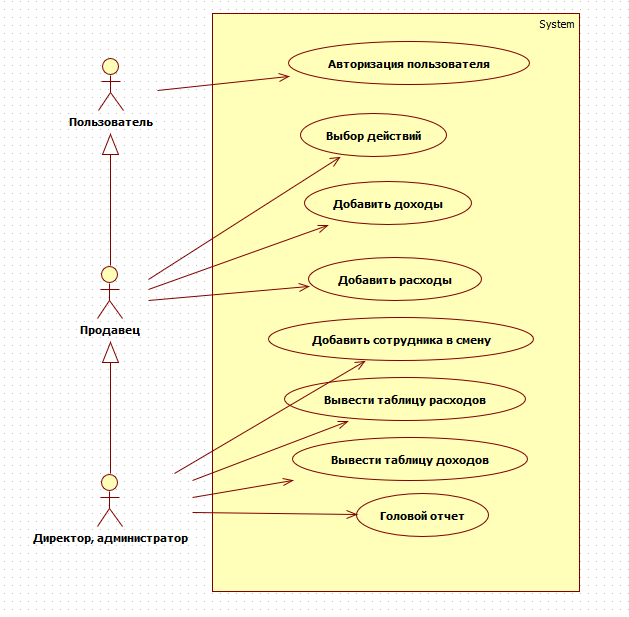 System
Авторизация пользователя
Пользователь
Выбор действий
Добавить доходы
Добавить расходы
Продавец
Добавить сотрудника в смену
Вывести таблицу расходов
Вывести таблицу доходов
Головой отчет
Директор, администратор